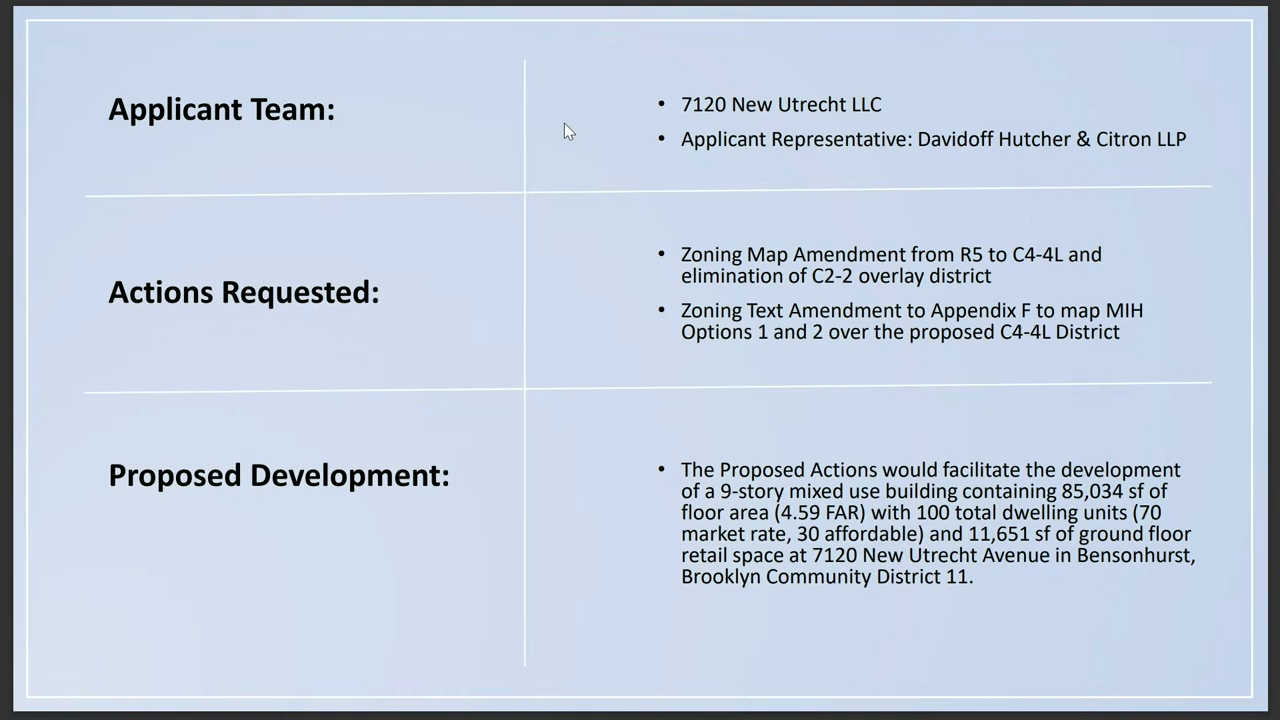 Applicant Team:
• 7120 New Utrecht LLC
• Applicant Representative: Davidoff Hutcher & Citron LLP
Actions Requested:
• Zoning Map Amendment from R5 to C4-4L and
elimination of C2-2 overlay district
• Zoning Text Amendment to Appendix F to map MIH
Options 1 and 2 over the proposed C4-4L District
Proposed Development:
• The Proposed Actions would facilitate the development
of a 9-story mixed use building containing 85,034 sf of
floor area (4.59 FAR) with 100 total dwelling units (70
market rate, 30 affordable) and 11,651 sf of ground floor
retail space at 7120 New Utrecht Avenue in Bensonhurst,
Brooklyn Community District 11.